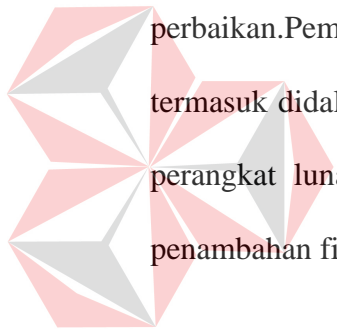 perbaikan.Pem
termasuk didal
perangkat luna
penambahan fi